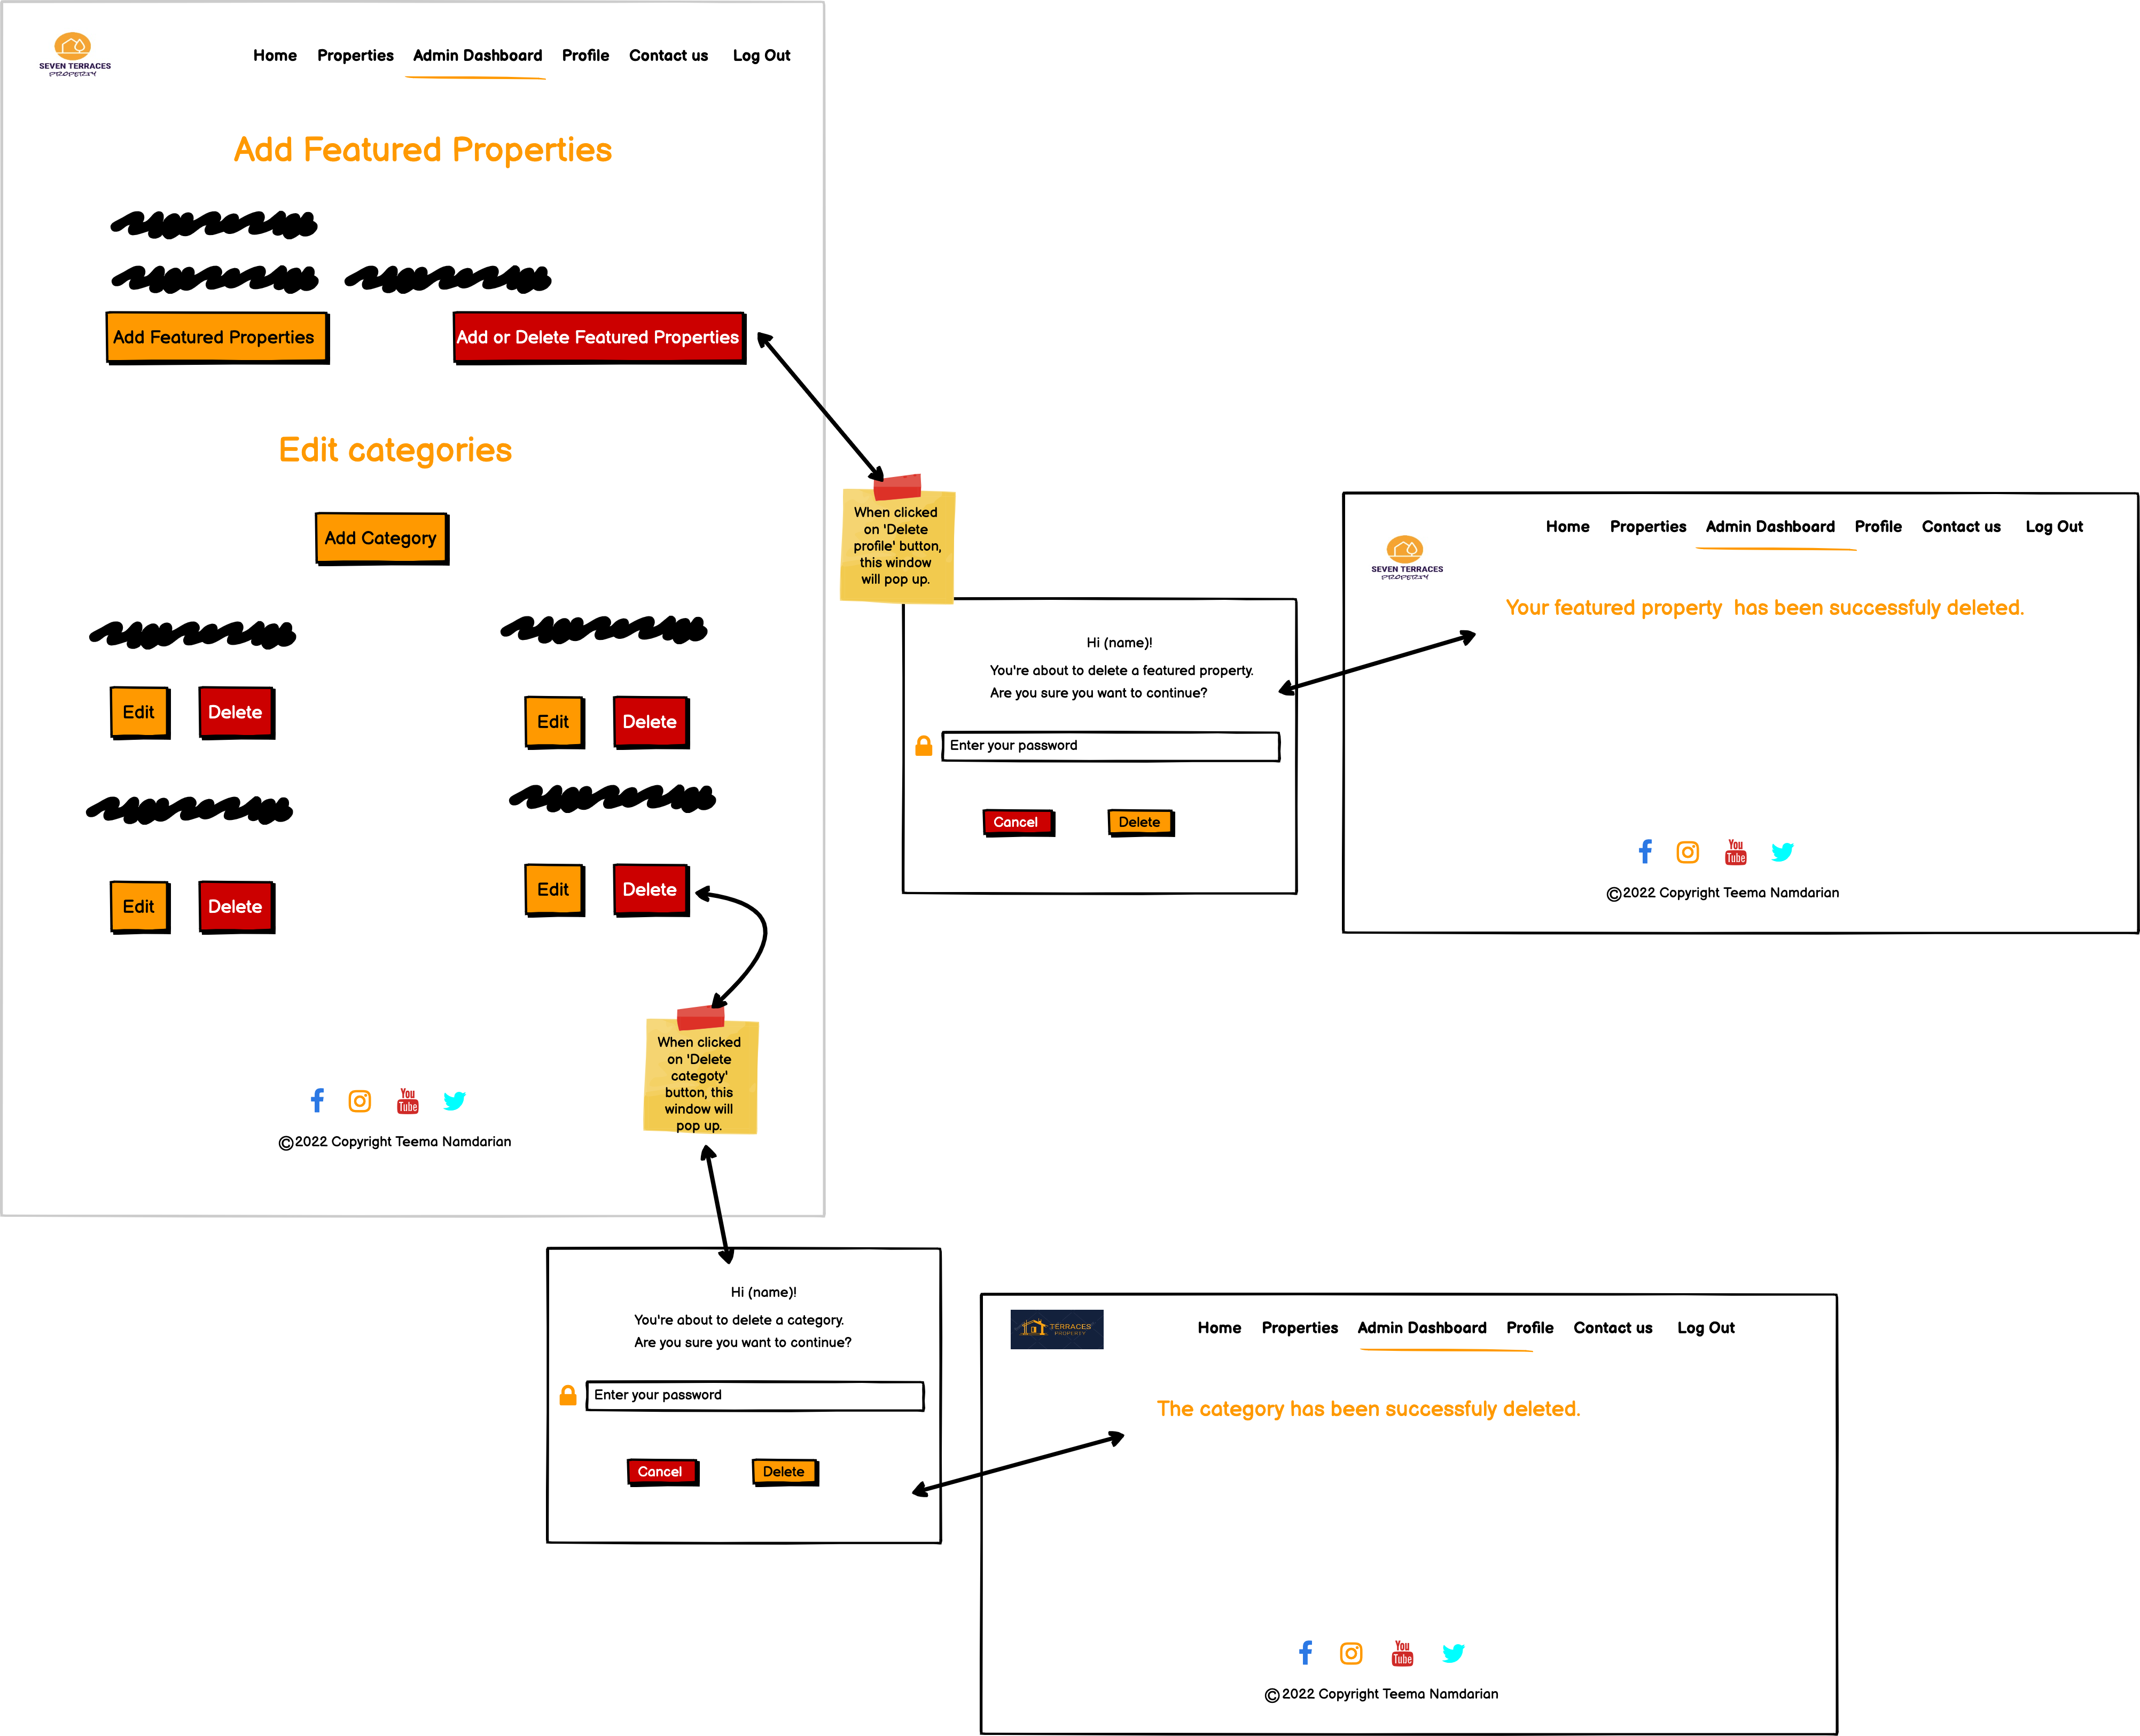 SEVEN TERRACES
PROPERTY
Home Properties Admin Dashboard Profile Contact us Log Out
Add Featured Properties
Add Featured Properties
Add or Delete Featured Properties
Edit categories
Add Category
Edit Delete
Edit Delete
Edit Delete
Edit Delete
You
Tube
©2022 Copyright Teema Namdarian
When clicked
on 'Delete
profile' button,
this window
will pop up.
Hi (name)!
You're about to delete a featured property.
Are you sure you want to continue?
Enter your password
Cancel Delete
SEVEN TERRACES
PROPERTY
Home Properties Admin Dashboard Profile Contact us Log Out
Your featured property has been successfuly deleted.
You
Tube
©2022 Copyright Teema Namdarian
When clicked
on 'Delete
categoty'
button, this
window will
pop up.
Hi (name)!
You're about to delete a category.
Are you sure you want to continue?
Enter your password
Cancel Delete
TERRACES
PROPERTY
Home Properties Admin Dashboard Profile Contact us Log Out
The category has been successfuly deleted.
You
Tube
©2022 Copyright Teema Namdarian